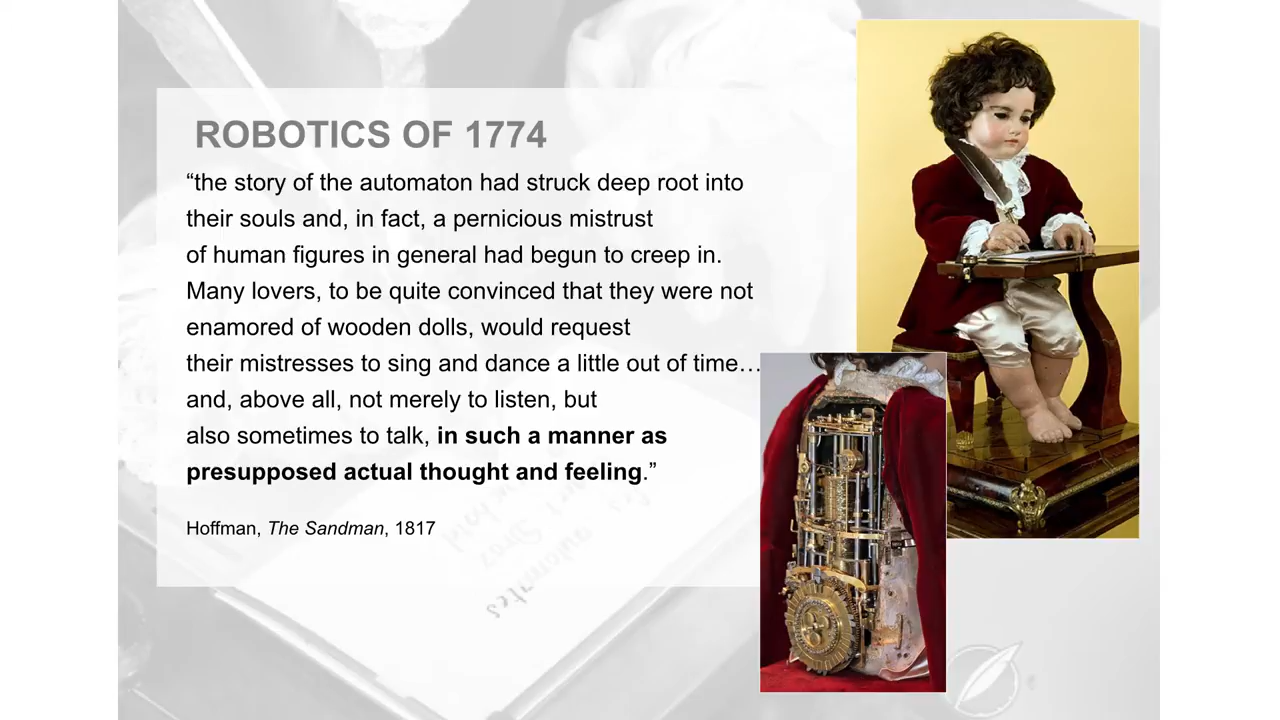 ROBOTICS OF 1774
“the story of the automaton had struck deep root into
their souls and, in fact, a pernicious mistrust
of human figures in general had begun to creep in.
Many lovers, to be quite convinced that they were not
enamored of wooden dolls, would request
their mistresses to sing and dance a little out of time…
and, above all, not merely to listen, but
also sometimes to talk, in such a manner as
presupposed actual thought and feeling.”
Hoffman, The Sandman, 1817
automates